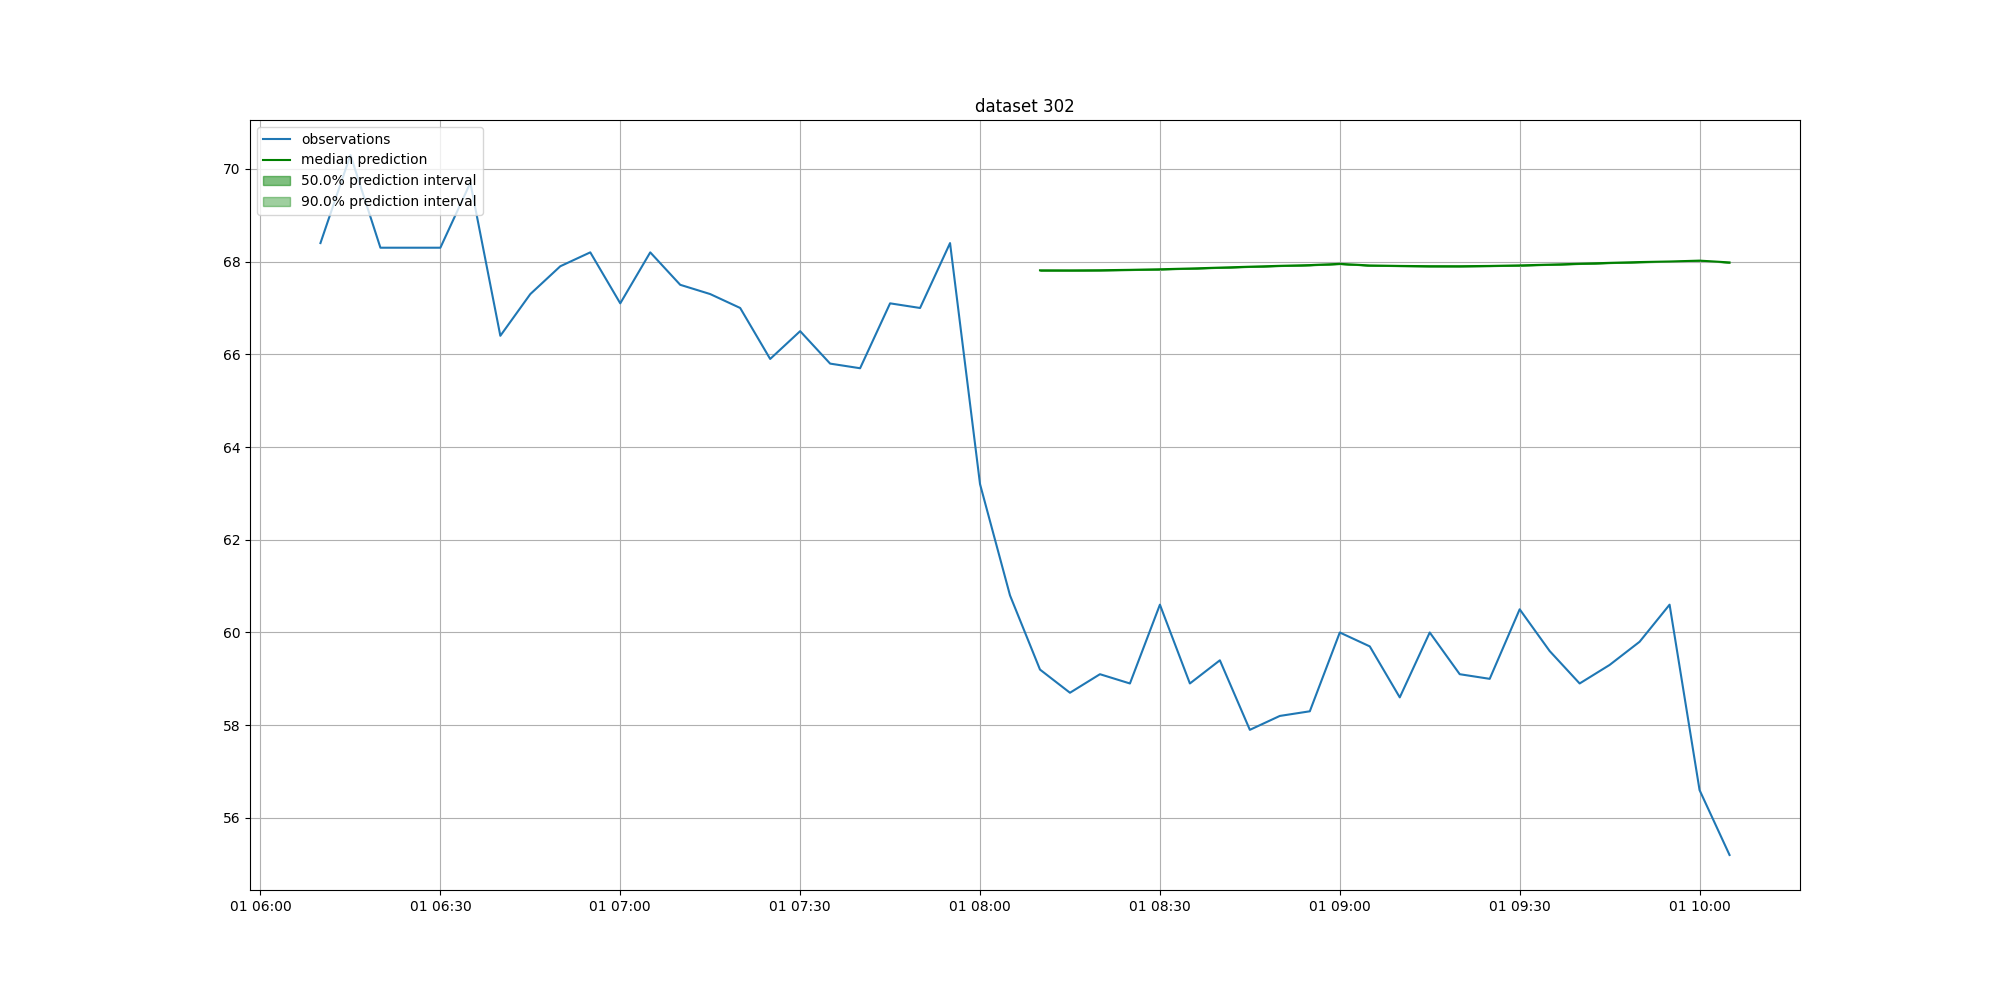 dataset 302
observations
median prediction
50.0% prediction interval
90.0% prediction interval
70
68
66
64
62
60
58
56
01 06:00 01 06:30 01 07:00 01 07:30 01 08:00 01 08:30 01 09:00 01 09:30 01 10:00